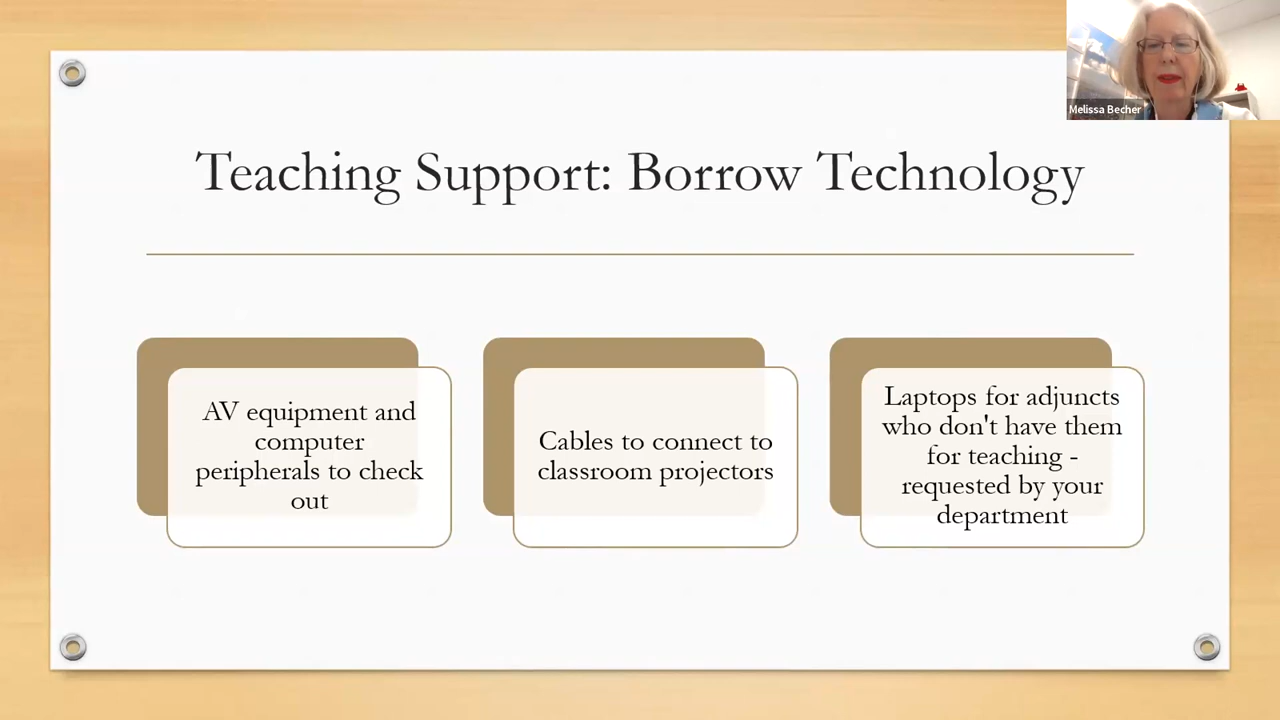 Melissa Becher
Teaching Support: Borrow Technology
AV equipment and
computer
peripherals to check
out
Cables to connect to
classroom projectors
Laptops for adjuncts
who don't have them
for teaching -
requested by your
department